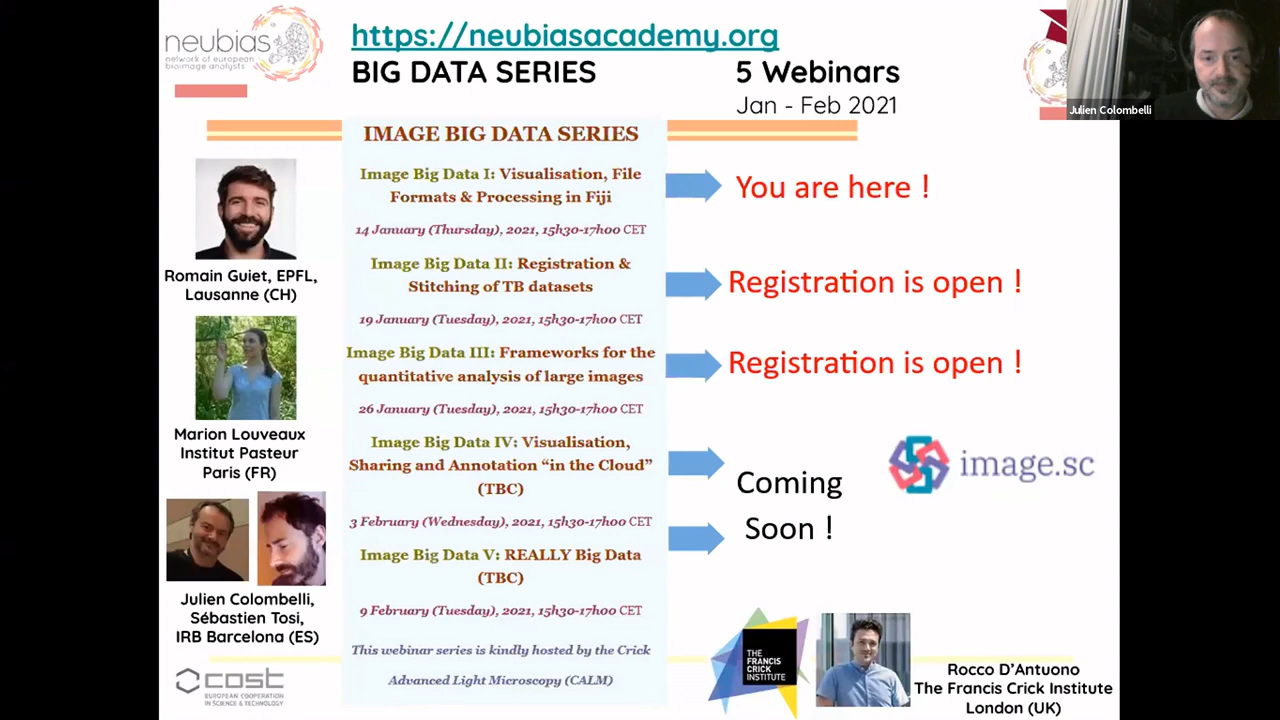 neubias
network of european
bioimage analysts
https://neubiasacademy.org
BIG DATA SERIES
5 Webinars
Jan - Feb 2021
Julien Colombelli
IMAGE BIG DATA SERIES
Image Big Data I: Visualisation, File
Formats & Processing in Fiji
14 January (Thursday), 2021, 15h30-17h00 CET
You are here !
Romain Guiet, EPFL,
Lausanne (CH)
Image Big Data II: Registration &
Stitching of TB datasets
19 January (Tuesday), 2021, 15h30-17h00 CET
Registration is open !
Image Big Data III: Frameworks for the
quantitative analysis of large images
26 January (Tuesday), 2021, 15h30-17h00 CET
Registration is open !
Marion Louveaux
Institut Pasteur
Paris (FR)
Image Big Data IV: Visualisation,
Sharing and Annotation “in the Cloud”
(TBC)
3 February (Wednesday), 2021, 15h30-17h00 CET
Coming
Soon !
image.sc
Image Big Data V: REALLY Big Data
(TBC)
9 February (Tuesday), 2021, 15h30-17h00 CET
Julien Colombelli,
Sébastien Tosi,
IRB Barcelona (ES)
This webinar series is kindly hosted by the Crick
Advanced Light Microscopy (CALM)
cost
EUROPEAN COOPERATION
IN SCIENCE & TECHNOLOGY
THE
FRANCIS
CRICK
INSTITUTE
Rocco D’Antuono
The Francis Crick Institute
London (UK)